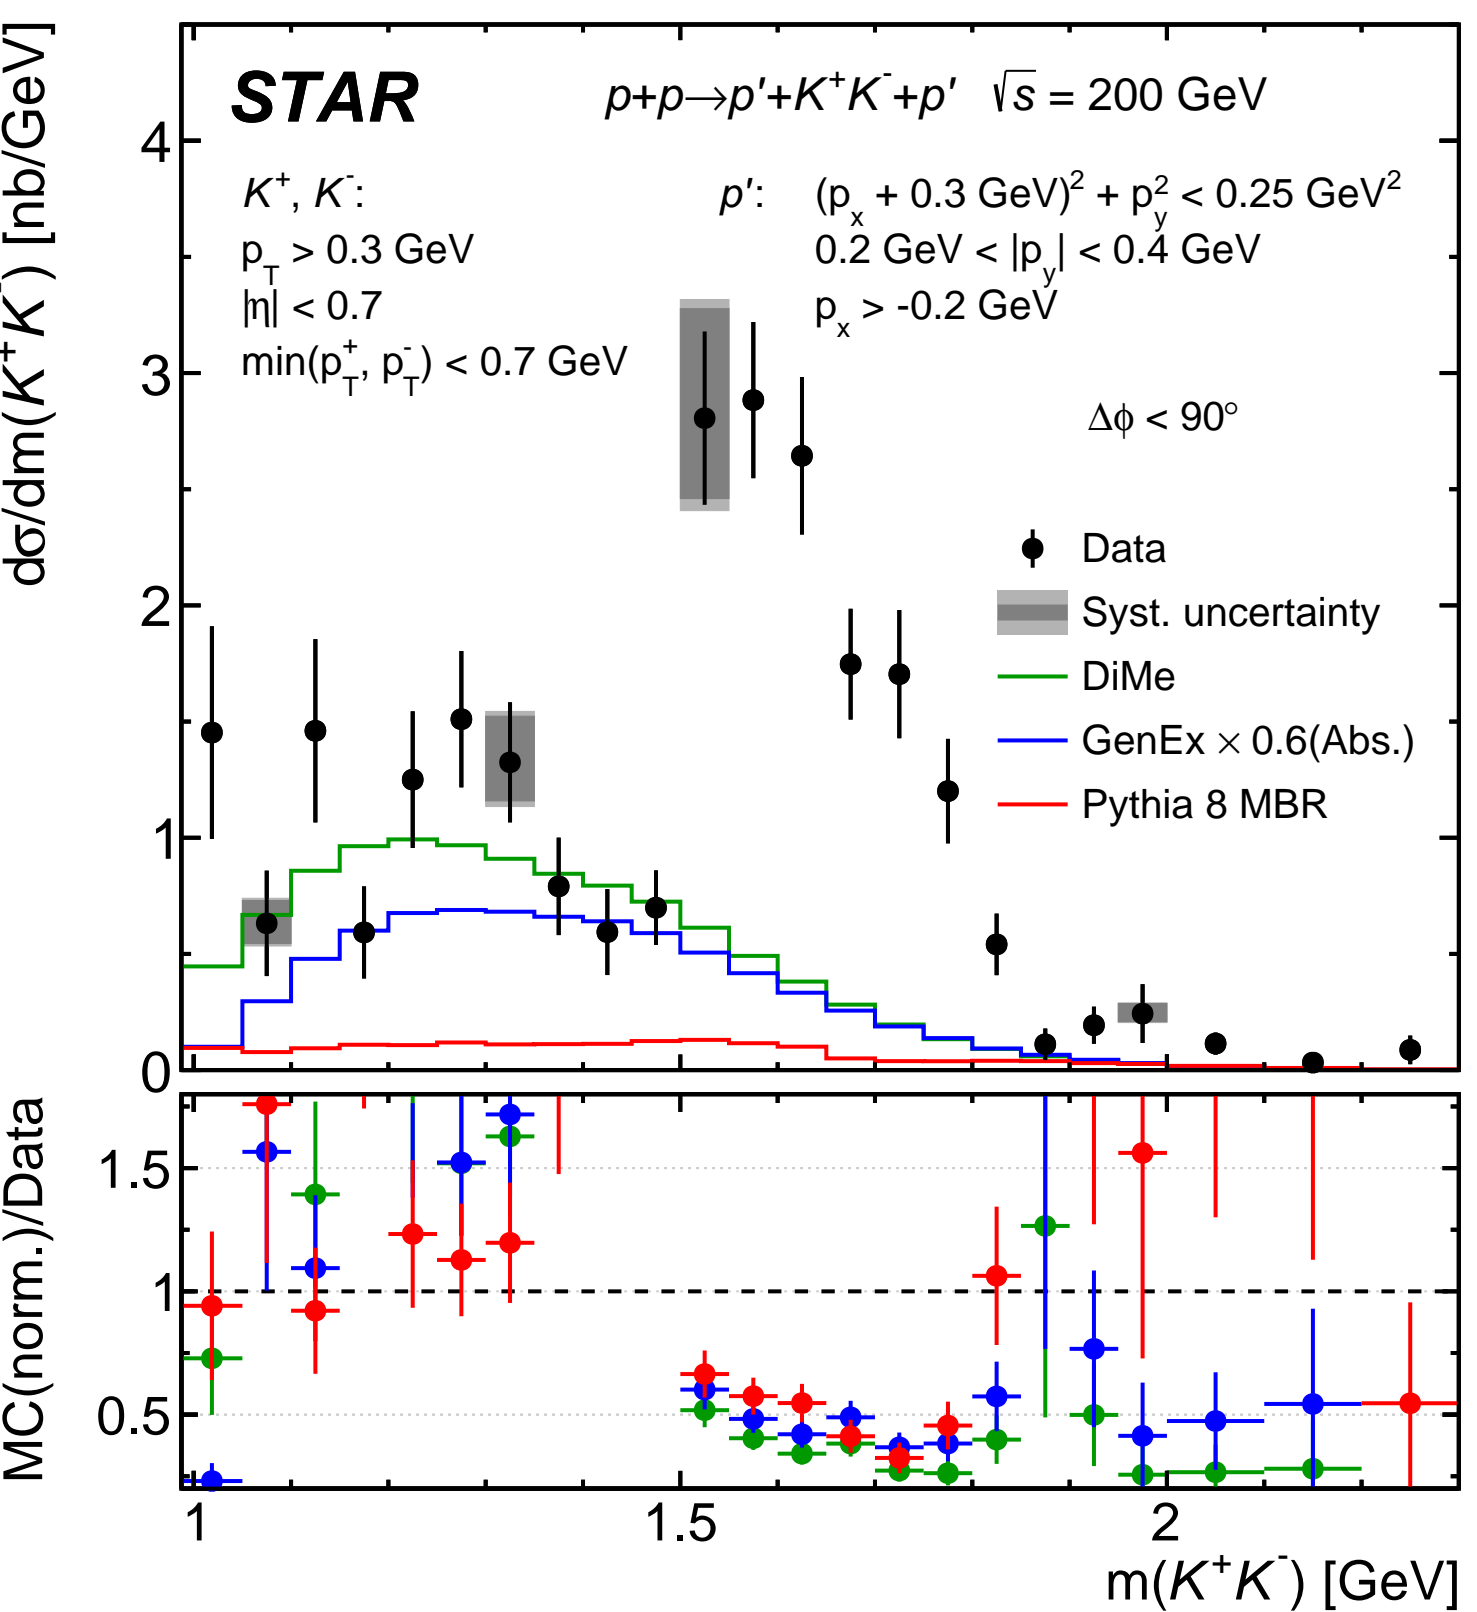 STAR p+p→p′+K⁺K⁻+p′ √s = 200 GeV
K⁺, K⁻: p′: (pₓ + 0.3 GeV)² + p_y² < 0.25 GeV²
p_T > 0.3 GeV 0.2 GeV < |p_y| < 0.4 GeV
|η| < 0.7 pₓ > -0.2 GeV
min(p_T⁺, p_T⁻) < 0.7 GeV
Δϕ < 90°
Data
Syst. uncertainty
DiMe
GenEx × 0.6(Abs.)
Pythia 8 MBR
dσ/dm(K⁺K⁻) [nb/GeV]
4
3
2
1
0
MC(norm.)/Data
1.5
1
0.5
1 1.5 2
m(K⁺K⁻) [GeV]